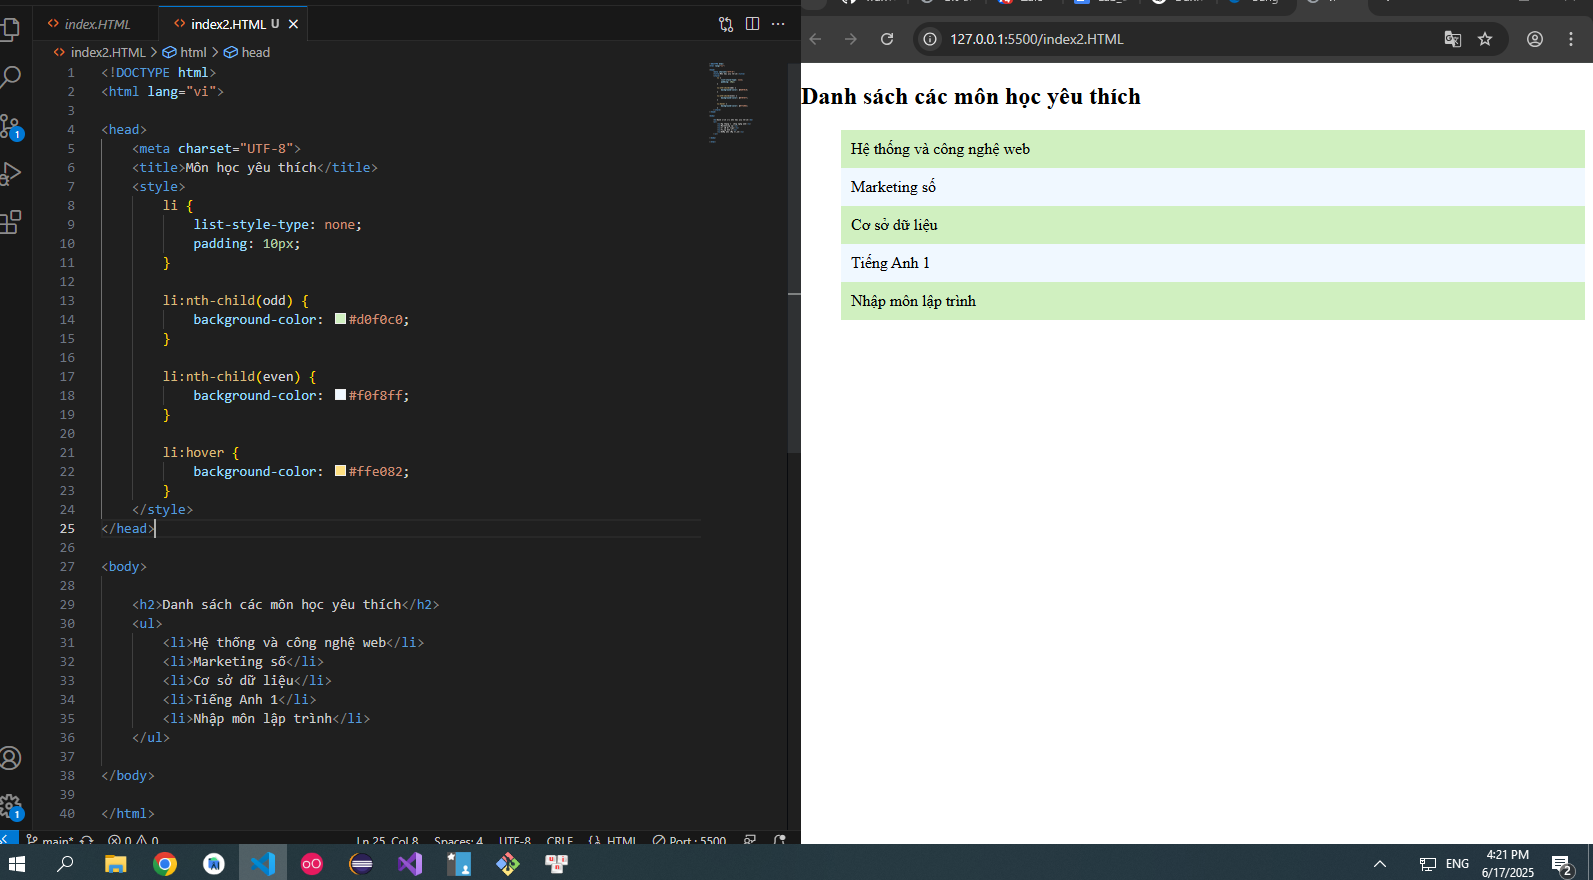 index.HTML
index2.HTML U
index2.HTML > html > head
1 <!DOCTYPE html>
2 <html lang="vi">
3
4 <head>
5 <meta charset="UTF-8">
6 <title>Môn học yêu thích</title>
7 <style>
8 li {
9 list-style-type: none;
10 padding: 10px;
11 }
12
13 li:nth-child(odd) {
14 background-color: #d0f0c0;
15 }
16
17 li:nth-child(even) {
18 background-color: #f0f8ff;
19 }
20
21 li:hover {
22 background-color: #ffe082;
23 }
24 </style>
25 </head>
26
27 <body>
28
29 <h2>Danh sách các môn học yêu thích</h2>
30 <ul>
31 <li>Hệ thống và công nghệ web</li>
32 <li>Marketing số</li>
33 <li>Cơ sở dữ liệu</li>
34 <li>Tiếng Anh 1</li>
35 <li>Nhập môn lập trình</li>
36 </ul>
37
38 </body>
39
40 </html>
1
1
main* 0 0 Ln 25, Col 8 Spaces: 4 UTF-8 CRLF {} HTML Port : 5500
127.0.0.1:5500/index2.HTML
Danh sách các môn học yêu thích
Hệ thống và công nghệ web
Marketing số
Cơ sở dữ liệu
Tiếng Anh 1
Nhập môn lập trình
ENG
4:21 PM
6/17/2025
2